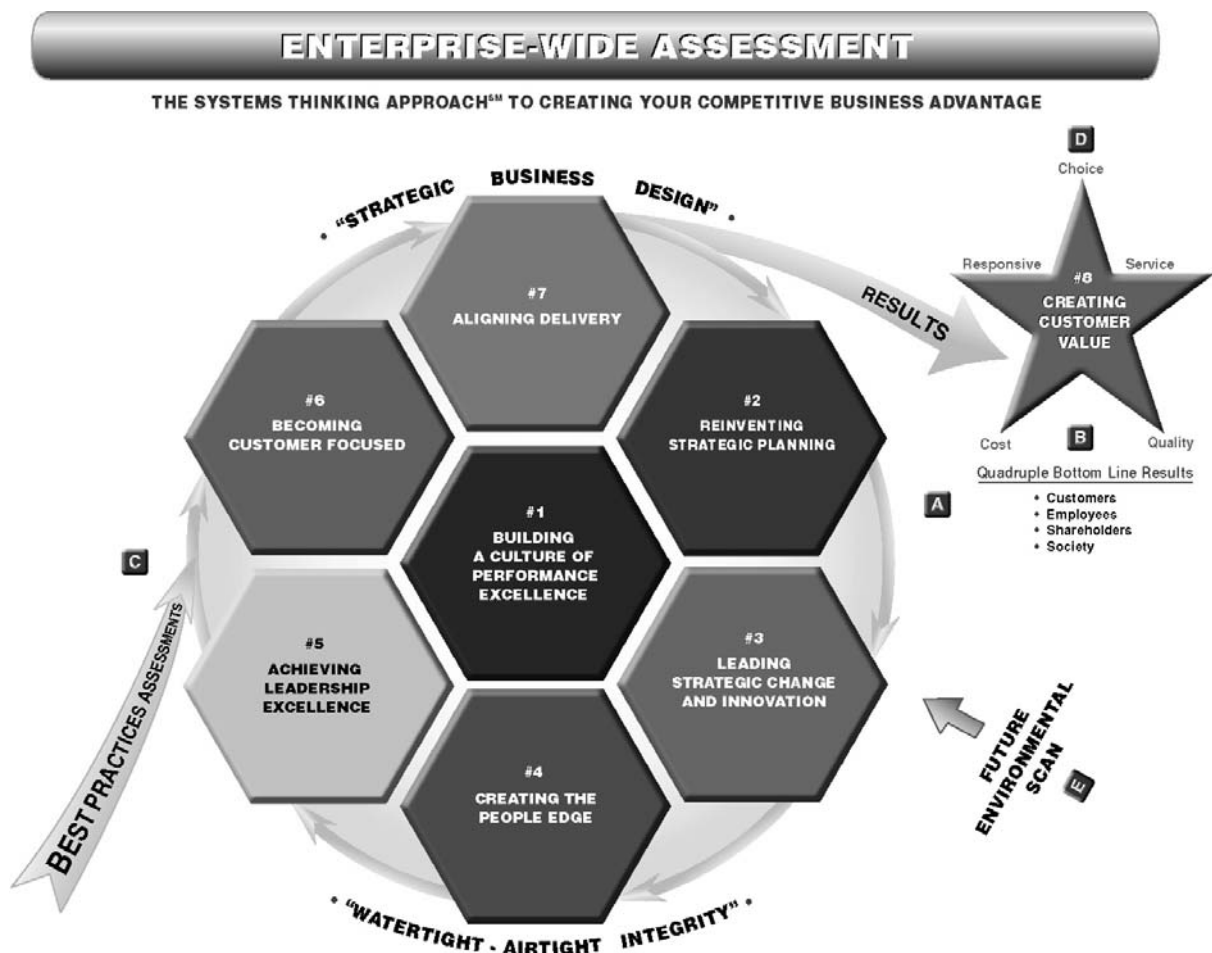 ENTERPRISE-WIDE ASSESSMENT
THE SYSTEMS THINKING APPROACH℠ TO CREATING YOUR COMPETITIVE BUSINESS ADVANTAGE
• "STRATEGIC BUSINESS DESIGN" •
#7
ALIGNING DELIVERY
#6
BECOMING
CUSTOMER FOCUSED
#2
REINVENTING
STRATEGIC PLANNING
#1
BUILDING
A CULTURE OF
PERFORMANCE
EXCELLENCE
#5
ACHIEVING
LEADERSHIP
EXCELLENCE
#3
LEADING
STRATEGIC CHANGE
AND INNOVATION
#4
CREATING THE
PEOPLE EDGE
• "WATERTIGHT - AIRTIGHT INTEGRITY" •
C
BEST PRACTICES ASSESSMENTS
RESULTS
D
Choice
Responsive
Service
#8
CREATING
CUSTOMER
VALUE
Cost
B
Quality
Quadruple Bottom Line Results
• Customers
• Employees
• Shareholders
• Society
A
FUTURE
ENVIRONMENTAL
SCAN
E